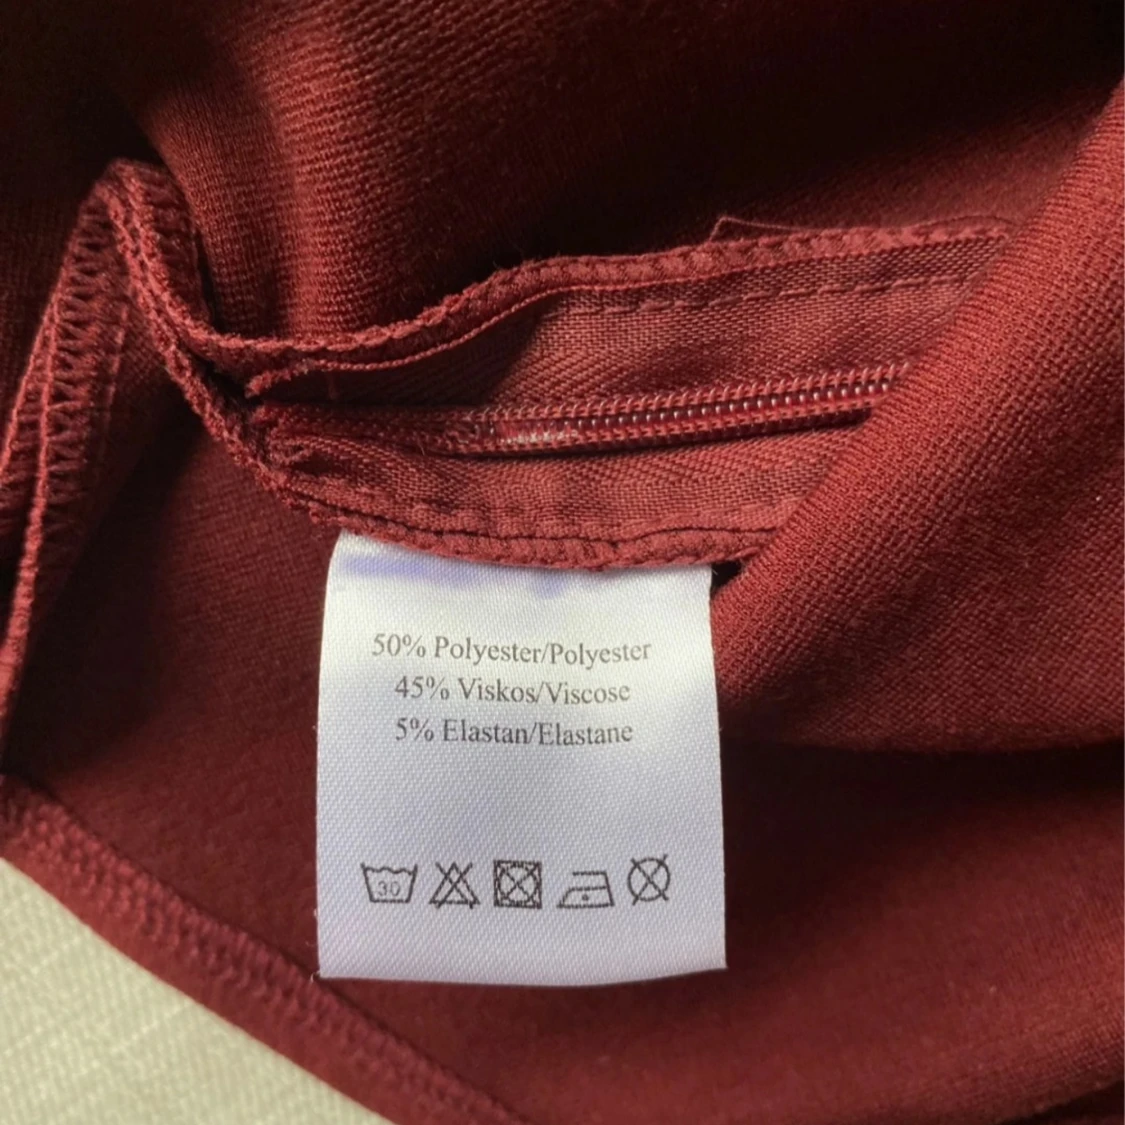 50% Polyester/Polyester
45% Viskos/Viscose
5% Elastan/Elastane
30